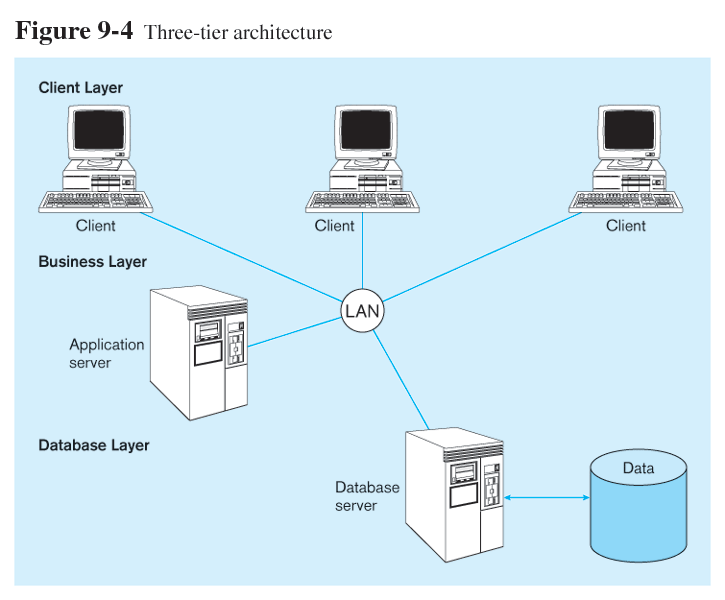 Figure 9-4 Three-tier architecture
Client Layer
Client
Client
Client
Business Layer
LAN
Application
server
Database Layer
Database
server
Data